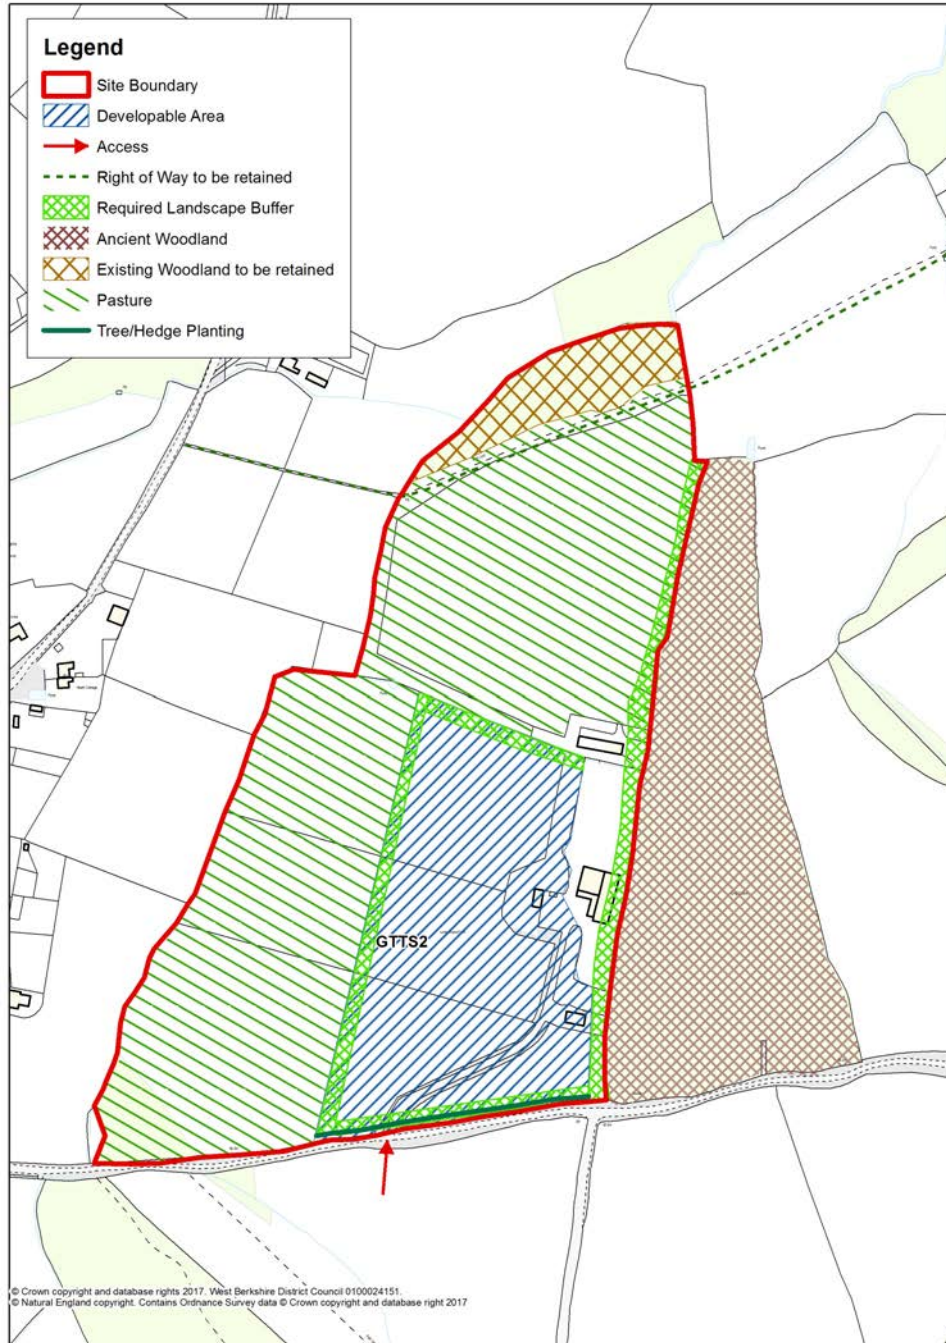 Legend
Site Boundary
Developable Area
Access
Right of Way to be retained
Required Landscape Buffer
Ancient Woodland
Existing Woodland to be retained
Pasture
Tree/Hedge Planting
GTTS2
© Crown copyright and database rights 2017. West Berkshire District Council 0100024151.
© Natural England copyright. Contains Ordnance Survey data © Crown copyright and database right 2017